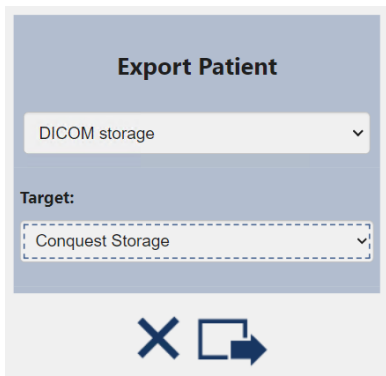 Export Patient
DICOM storage
Target:
Conquest Storage